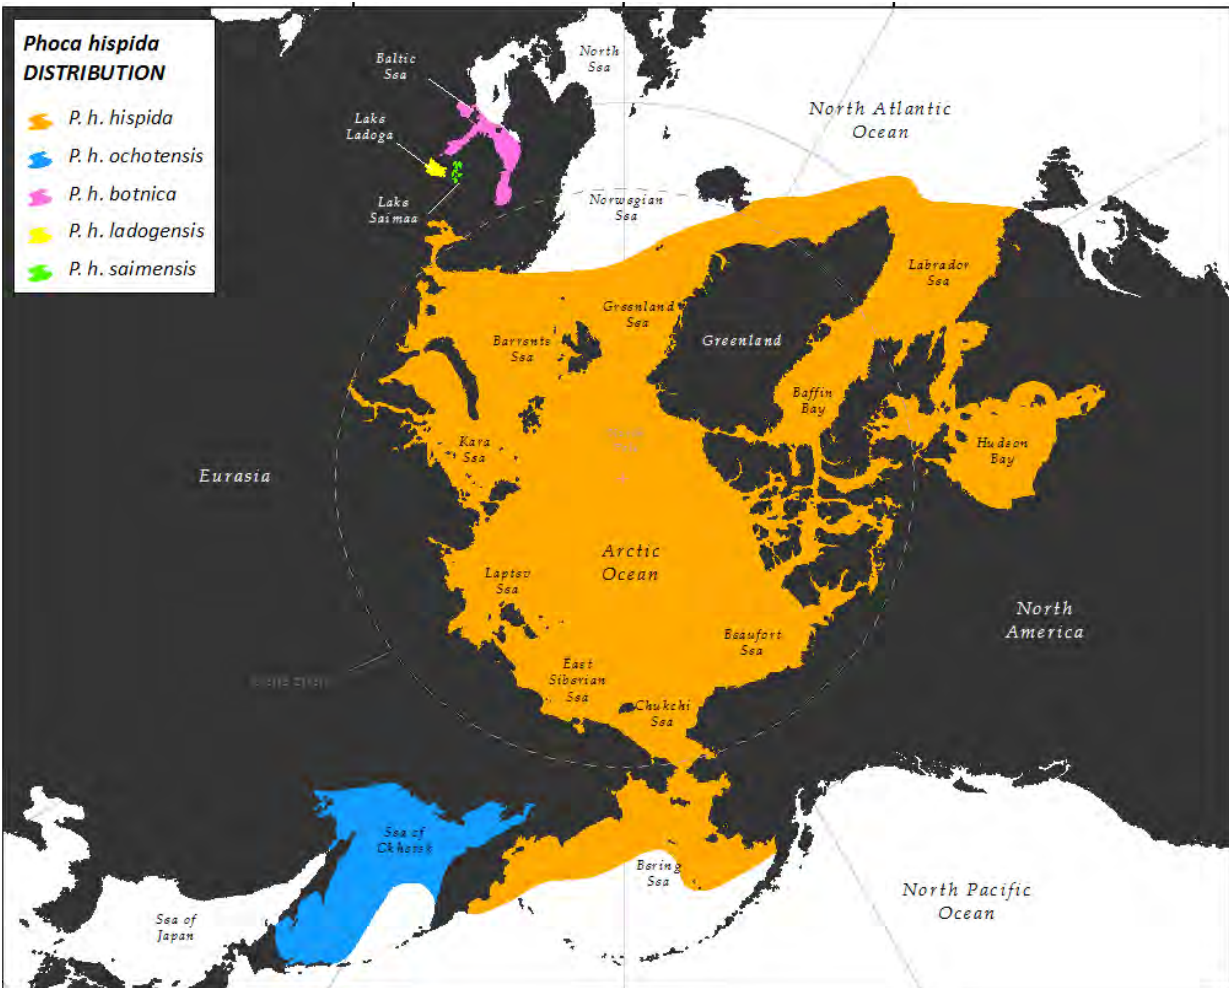 Phoca hispida
DISTRIBUTION
P. h. hispida
P. h. ochotensis
P. h. botnica
P. h. ladogensis
P. h. saimensis
Baltic
Sea
North
Sea
North Atlantic
Ocean
Lake
Ladoga
Lake
Saimaa
Norwegian
Sea
Labrador
Sea
Greenland
Sea
Barrents
Sea
Greenland
Baffin
Bay
Kara
Sea
Hudson
Bay
Eurasia
Arctic
Ocean
Laptev
Sea
North
America
Beaufort
Sea
East
Siberian
Sea
Chukchi
Sea
Sea of
Okhotsk
Bering
Sea
North Pacific
Ocean
Sea of
Japan